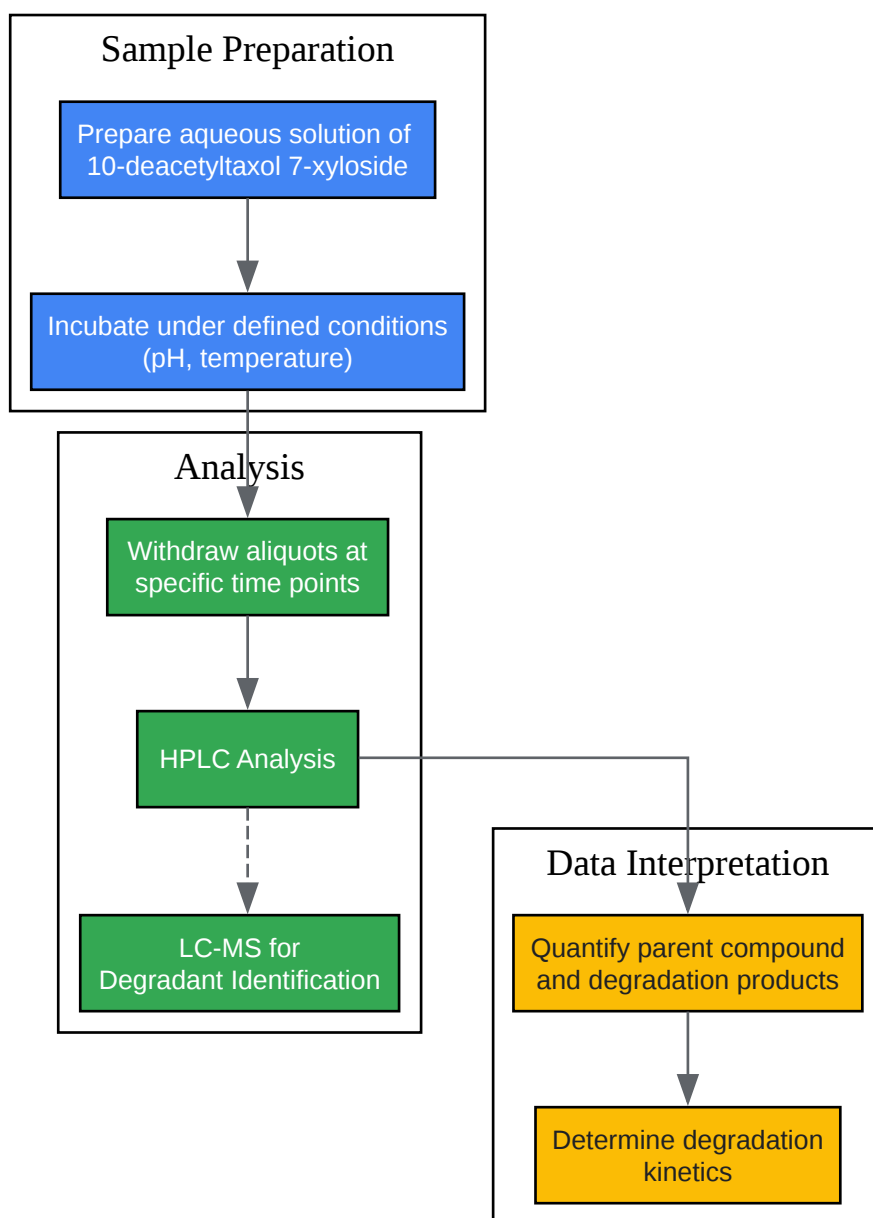 Sample Preparation
Prepare aqueous solution of
10-deacetyltaxol 7-xyloside
Incubate under defined conditions
(pH, temperature)
Analysis
Withdraw aliquots at
specific time points
HPLC Analysis
LC-MS for
Degradant Identification
Data Interpretation
Quantify parent compound
and degradation products
Determine degradation
kinetics